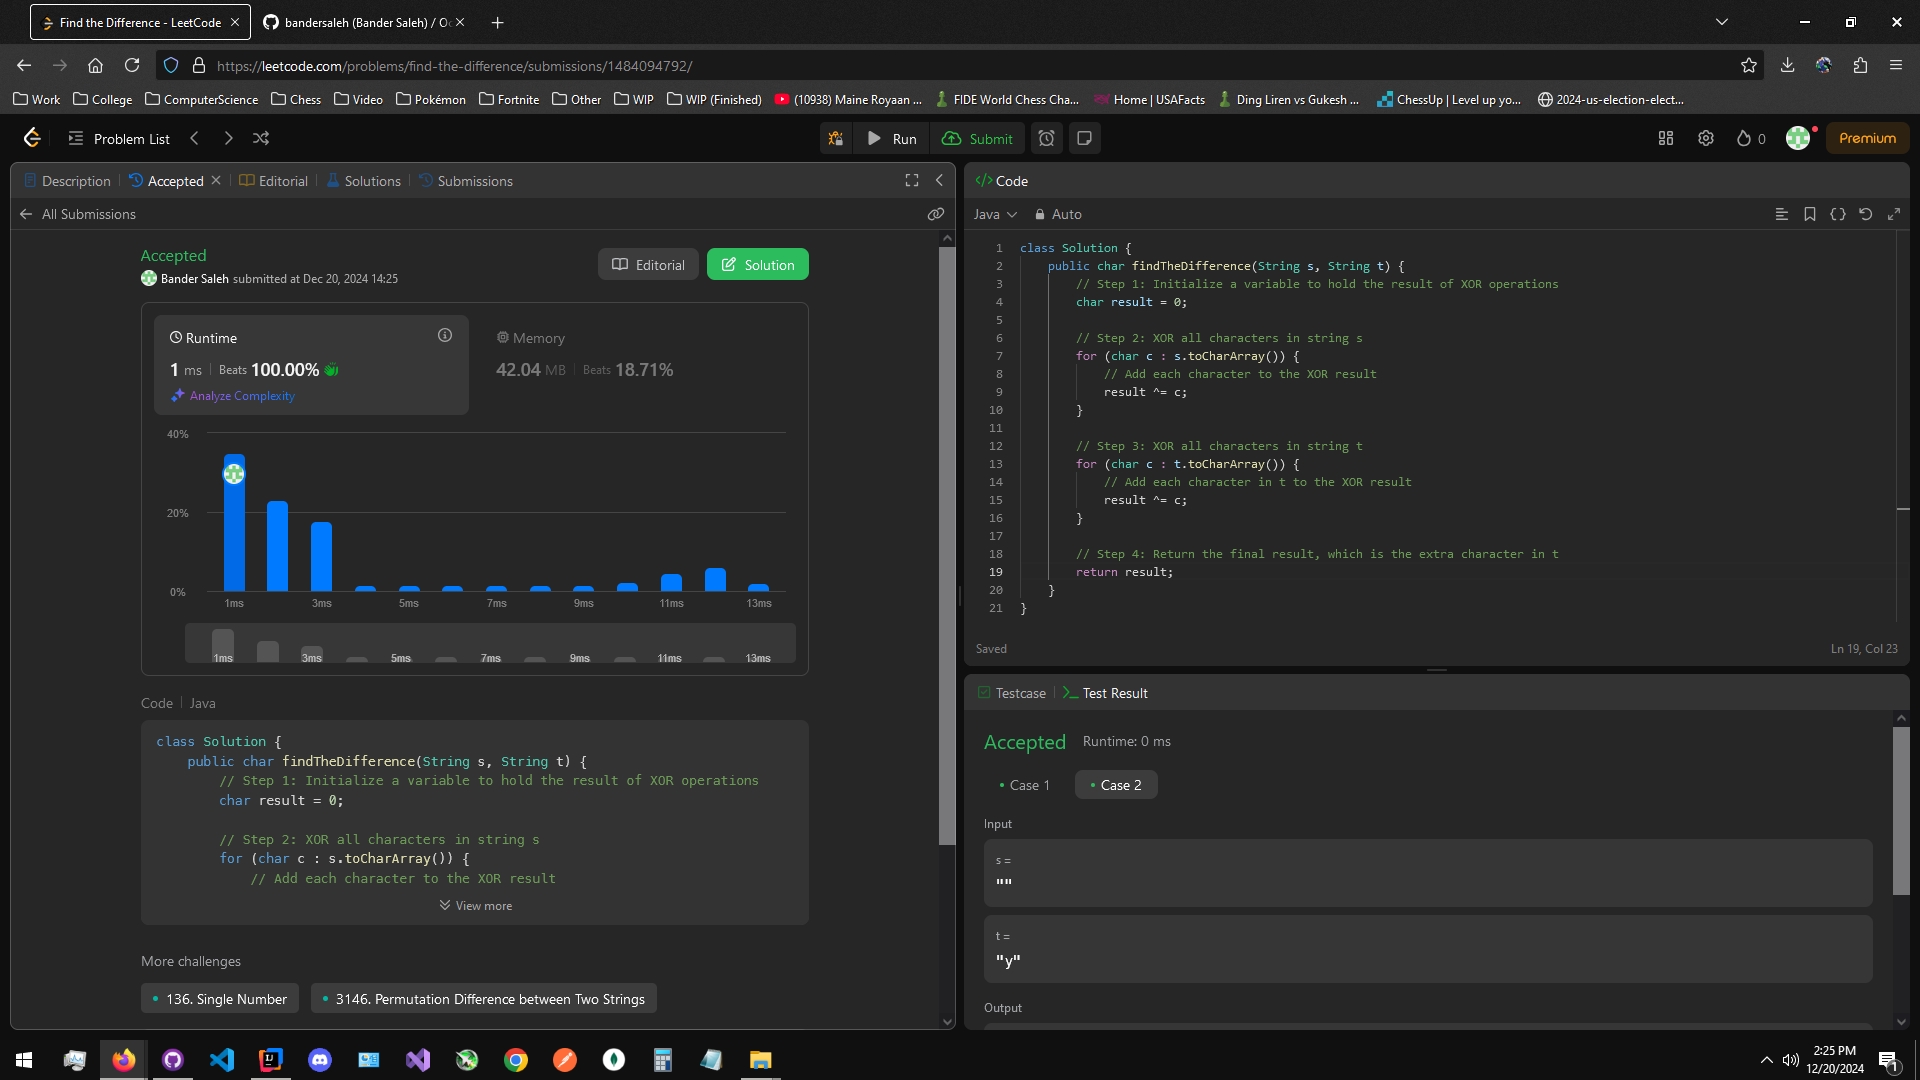 Find the Difference - LeetCode
bandersaleh (Bander Saleh) / O
https://leetcode.com/problems/find-the-difference/submissions/1484094792/
Work College ComputerScience Chess Video Pokémon Fortnite Other WIP WIP (Finished) (10938) Maine Royaan ... FIDE World Chess Cha... Home | USAFacts Ding Liren vs Gukesh ... ChessUp | Level up yo... 2024-us-election-elect...
Problem List
Run
Submit
0
Premium
Description
Accepted
Editorial
Solutions
Submissions
All Submissions
Accepted
Bander Saleh submitted at Dec 20, 2024 14:25
Editorial
Solution
Runtime
1 ms | Beats 100.00%
Analyze Complexity
Memory
42.04 MB | Beats 18.71%
40%
20%
0%
1ms 3ms 5ms 7ms 9ms 11ms 13ms
1ms 3ms 5ms 7ms 9ms 11ms 13ms
Code | Java
class Solution {
public char findTheDifference(String s, String t) {
// Step 1: Initialize a variable to hold the result of XOR operations
char result = 0;
// Step 2: XOR all characters in string s
for (char c : s.toCharArray()) {
// Add each character to the XOR result
View more
More challenges
136. Single Number
3146. Permutation Difference between Two Strings
</> Code
Java
Auto
1 class Solution {
2 public char findTheDifference(String s, String t) {
3 // Step 1: Initialize a variable to hold the result of XOR operations
4 char result = 0;
5
6 // Step 2: XOR all characters in string s
7 for (char c : s.toCharArray()) {
8 // Add each character to the XOR result
9 result ^= c;
10 }
11
12 // Step 3: XOR all characters in string t
13 for (char c : t.toCharArray()) {
14 // Add each character in t to the XOR result
15 result ^= c;
16 }
17
18 // Step 4: Return the final result, which is the extra character in t
19 return result;
20 }
21 }
Saved
Ln 19, Col 23
Testcase
Test Result
Accepted
Runtime: 0 ms
Case 1
Case 2
Input
s =
""
t =
"y"
Output
2:25 PM
12/20/2024
1